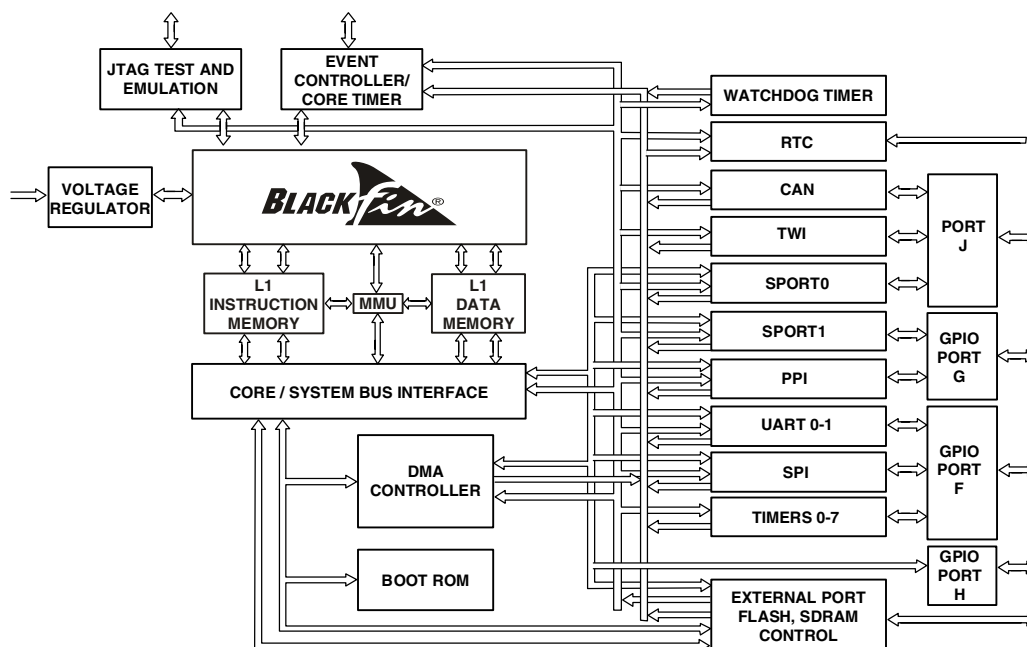 JTAG TEST AND
EMULATION
EVENT
CONTROLLER/
CORE TIMER
WATCHDOG TIMER
RTC
VOLTAGE
REGULATOR
BLACKfin®
CAN
TWI
PORT
J
SPORT0
L1
INSTRUCTION
MEMORY
MMU
L1
DATA
MEMORY
SPORT1
GPIO
PORT
G
PPI
CORE / SYSTEM BUS INTERFACE
UART 0-1
GPIO
PORT
F
SPI
DMA
CONTROLLER
TIMERS 0-7
BOOT ROM
GPIO
PORT
H
EXTERNAL PORT
FLASH, SDRAM
CONTROL